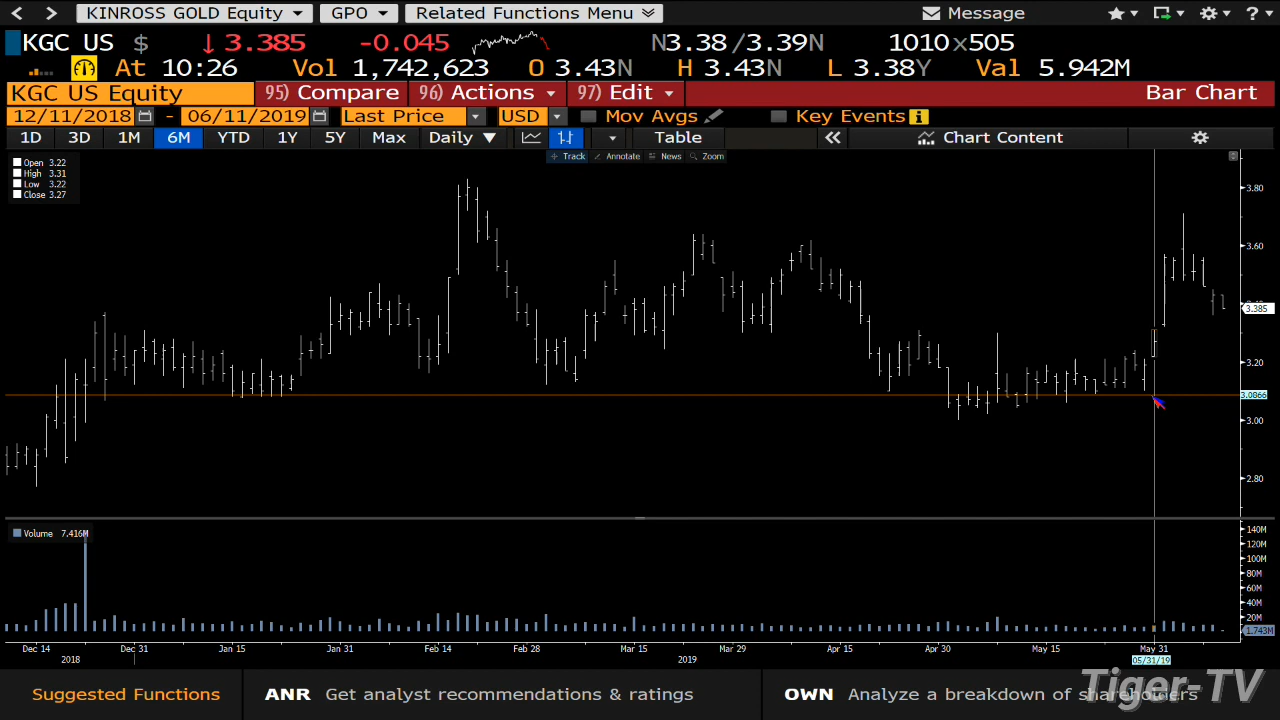 KINROSS GOLD Equity GPO Related Functions Menu Message
KGC US $ ↓ 3.385 -0.045 N3.38 /3.39N 1010x505
At 10:26 Vol 1,742,623 O 3.43N H 3.43N L 3.38Y Val 5.942M
KGC US Equity 95) Compare 96) Actions 97) Edit Bar Chart
12/11/2018 - 06/11/2019 Last Price USD Mov Avgs Key Events
1D 3D 1M 6M YTD 1Y 5Y Max Daily ▼ Table « Chart Content
Track Annotate News Zoom
Open 3.22
High 3.31
Low 3.22
Close 3.27
3.80
3.60
3.385
3.20
3.0866
3.00
2.80
Volume 7.416M
140M
120M
100M
80M
60M
40M
20M
1.743M
Dec 14 Dec 31 Jan 15 Jan 31 Feb 14 Feb 28 Mar 15 Mar 29 Apr 15 Apr 30 May 15 May 31
2018 2019 05/31/19
Suggested Functions ANR Get analyst recommendations & ratings OWN Analyze a breakdown of shareholders
Tiger-TV